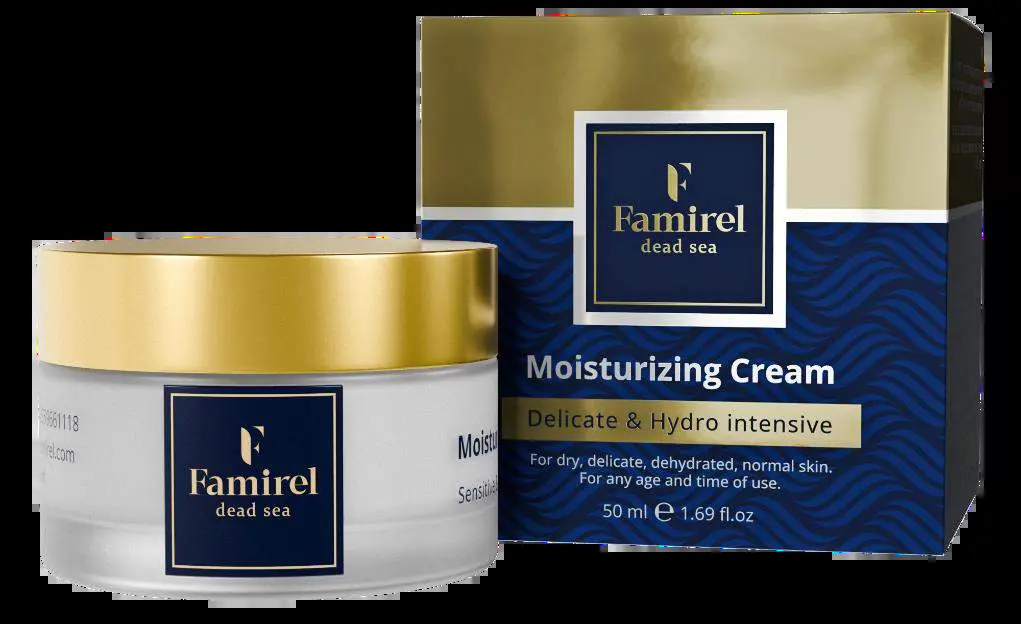 F
Famirel
dead sea
Moisturizing Cream
Delicate & Hydro intensive
For dry, delicate, dehydrated, normal skin.
For any age and time of use.
50 ml ℮ 1.69 fl.oz
F
Famirel
dead sea